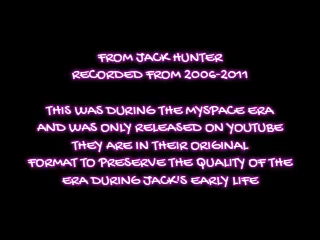 FROM JACK HUNTER
RECORDED FROM 2006-2011
THIS WAS DURING THE MYSPACE ERA
AND WAS ONLY RELEASED ON YOUTUBE
THEY ARE IN THEIR ORIGINAL
FORMAT TO PRESERVE THE QUALITY OF THE
ERA DURING JACK'S EARLY LIFE